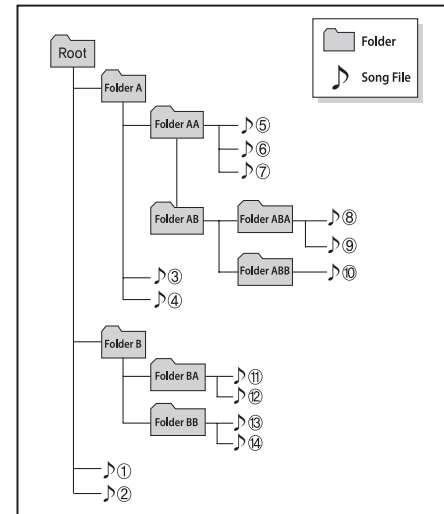 Root
Folder
Song File
Folder A
Folder AA
⑤
⑥
⑦
Folder AB
Folder ABA
⑧
⑨
Folder ABB
⑩
③
④
Folder B
Folder BA
⑪
⑫
Folder BB
⑬
⑭
①
②